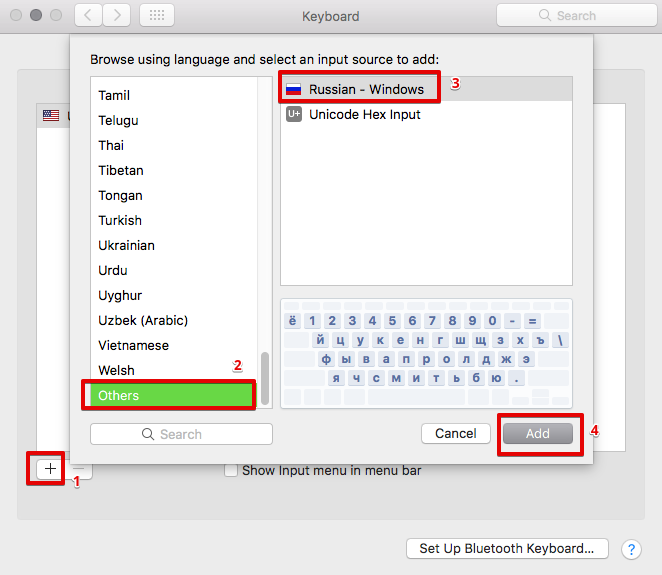 Keyboard
Search
Browse using language and select an input source to add:
Tamil
Telugu
Thai
Tibetan
Tongan
Turkish
Ukrainian
Urdu
Uyghur
Uzbek (Arabic)
Vietnamese
Welsh
Others
2
Search
Russian - Windows
3
U+ Unicode Hex Input
ё 1 2 3 4 5 6 7 8 9 0 - =
й ц у к е н г ш щ з х ъ \
ф ы в а п р о л д ж э
я ч с м и т ь б ю .
Cancel
Add
4
+
−
1
Show Input menu in menu bar
Set Up Bluetooth Keyboard...
?